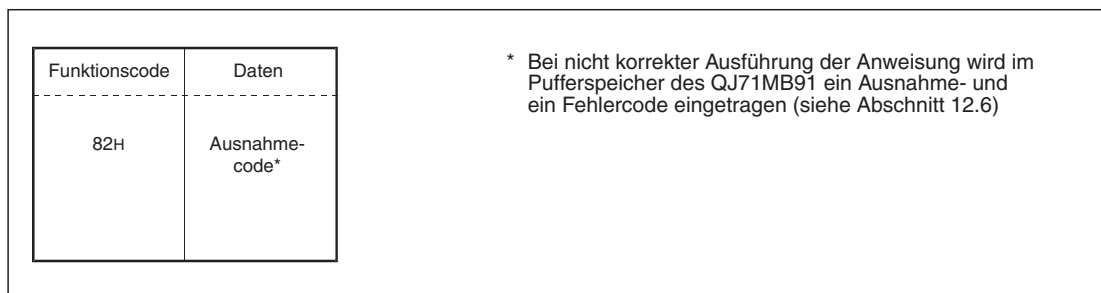 Funktionscode Daten
82H Ausnahme-
code*
* Bei nicht korrekter Ausführung der Anweisung wird im
Pufferspeicher des QJ71MB91 ein Ausnahme- und
ein Fehlercode eingetragen (siehe Abschnitt 12.6)